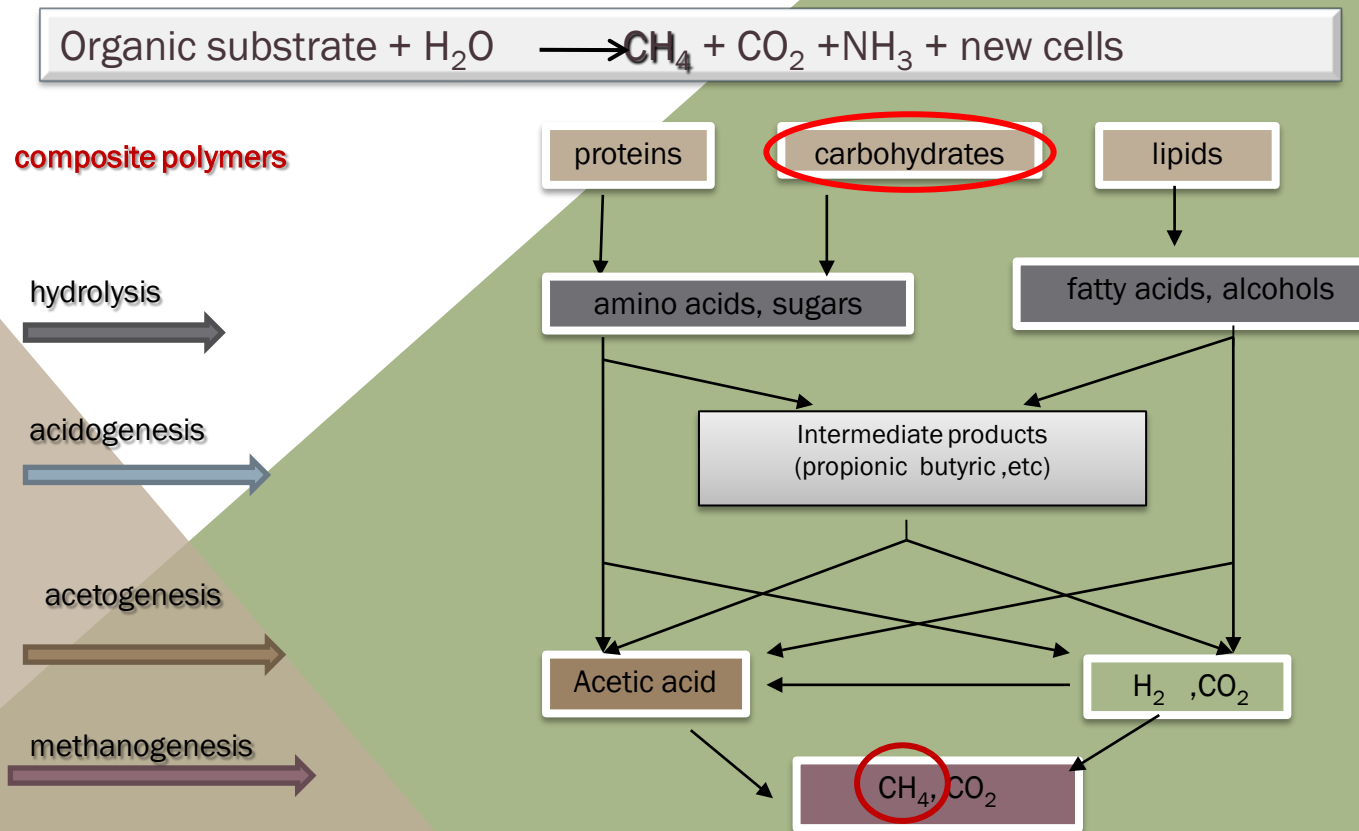 Organic substrate + H₂O ⟶ CH₄ + CO₂ +NH₃ + new cells
composite polymers
proteins
carbohydrates
lipids
hydrolysis
amino acids, sugars
fatty acids, alcohols
acidogenesis
Intermediate products
(propionic butyric ,etc)
acetogenesis
Acetic acid
H₂ ,CO₂
methanogenesis
CH₄, CO₂